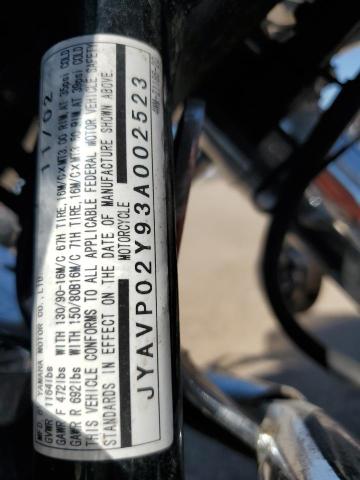 MFD. BY YAMAHA MOTOR CO., LTD. 11/02
GVWR 1164lbs
GAWR F 472lbs WITH 130/90-16M/C 67H TIRE, 16M/C×MT3.00 RIM, AT 35psi COLD
GAWR R 692lbs WITH 150/80B16M/C 71H TIRE, 16M/C×MT3.50 RIM, AT 39psi COLD
THIS VEHICLE CONFORMS TO ALL APPLICABLE FEDERAL MOTOR VEHICLE SAFETY
STANDARDS IN EFFECT ON THE DATE OF MANUFACTURE SHOWN ABOVE.
MOTORCYCLE
JYAVP02Y93A002523